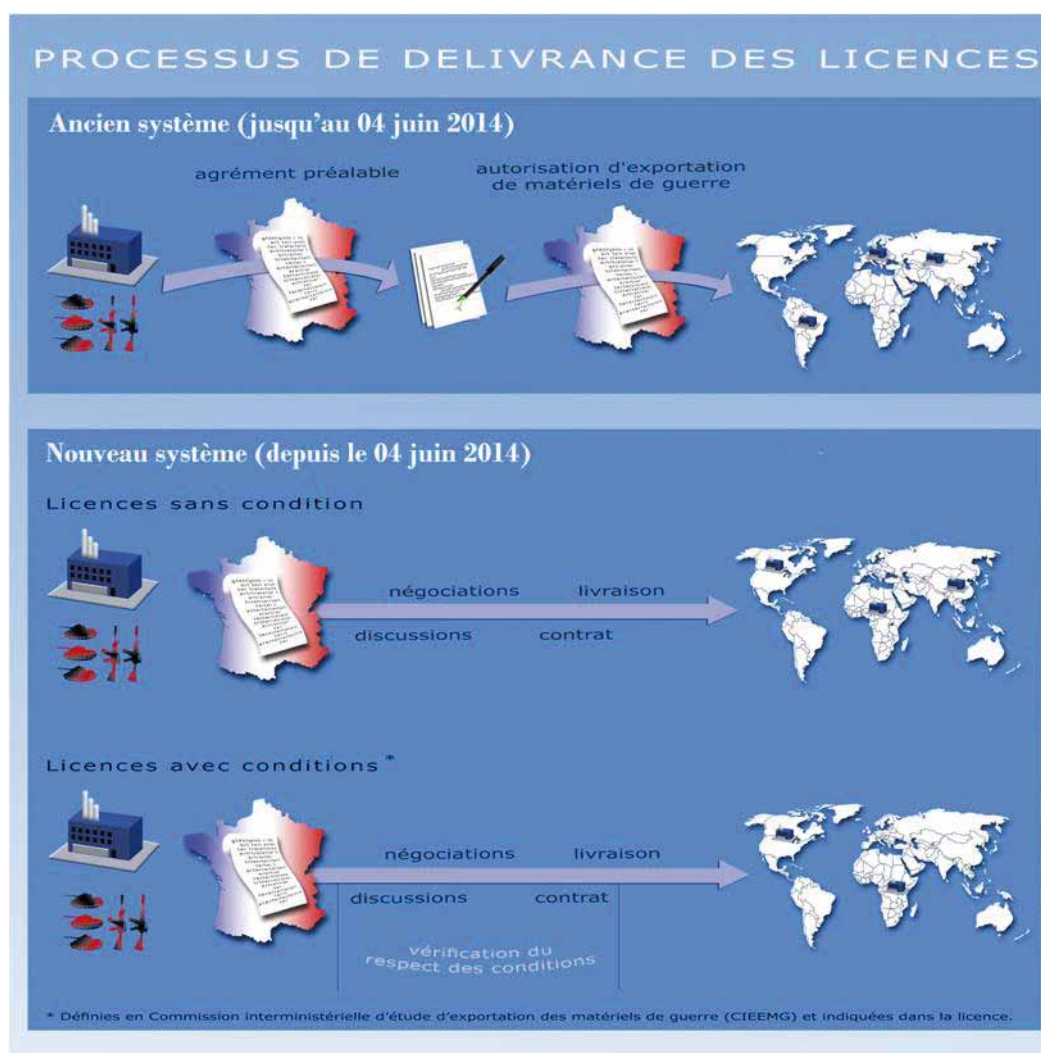 PROCESSUS DE DELIVRANCE DES LICENCES
Ancien système (jusqu'au 04 juin 2014)
agrément préalable
autorisation d'exportation
de matériels de guerre
Nouveau système (depuis le 04 juin 2014)
Licences sans condition
négociations livraison
discussions contrat
Licences avec conditions*
négociations livraison
discussions contrat
vérification du
respect des conditions
* Définies en Commission interministérielle d'étude d'exportation des matériels de guerre (CIEEMG) et indiquées dans la licence.